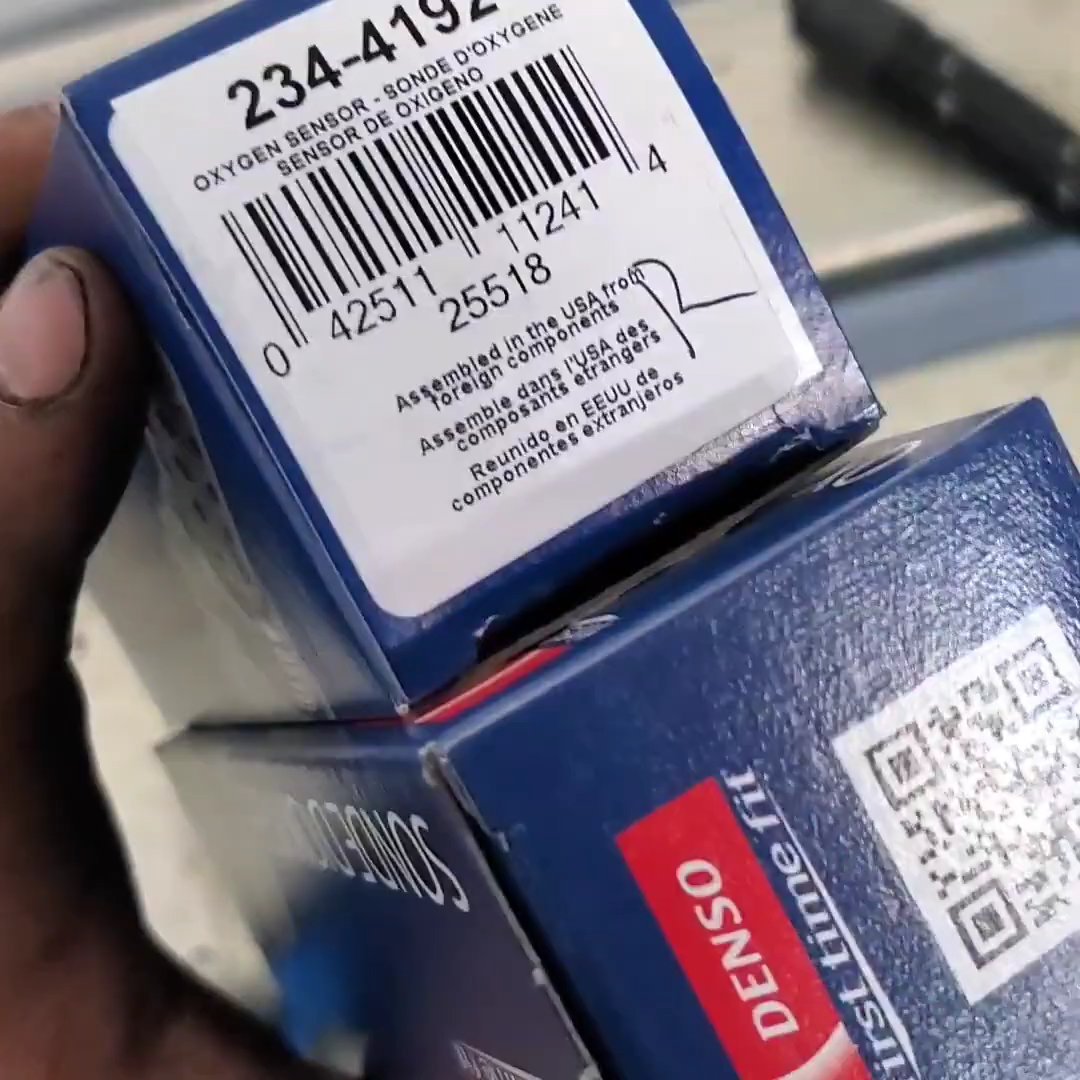 234-4192
OXYGEN SENSOR - SONDE D'OXYGENE
SENSOR DE OXIGENO
0 42511 11241 4
25518
Assembled in the USA from
foreign components
Assemble dans l'USA des
composants etrangers
Reunido en EEUU de
componentes extranjeros
R
DENSO
first time fit